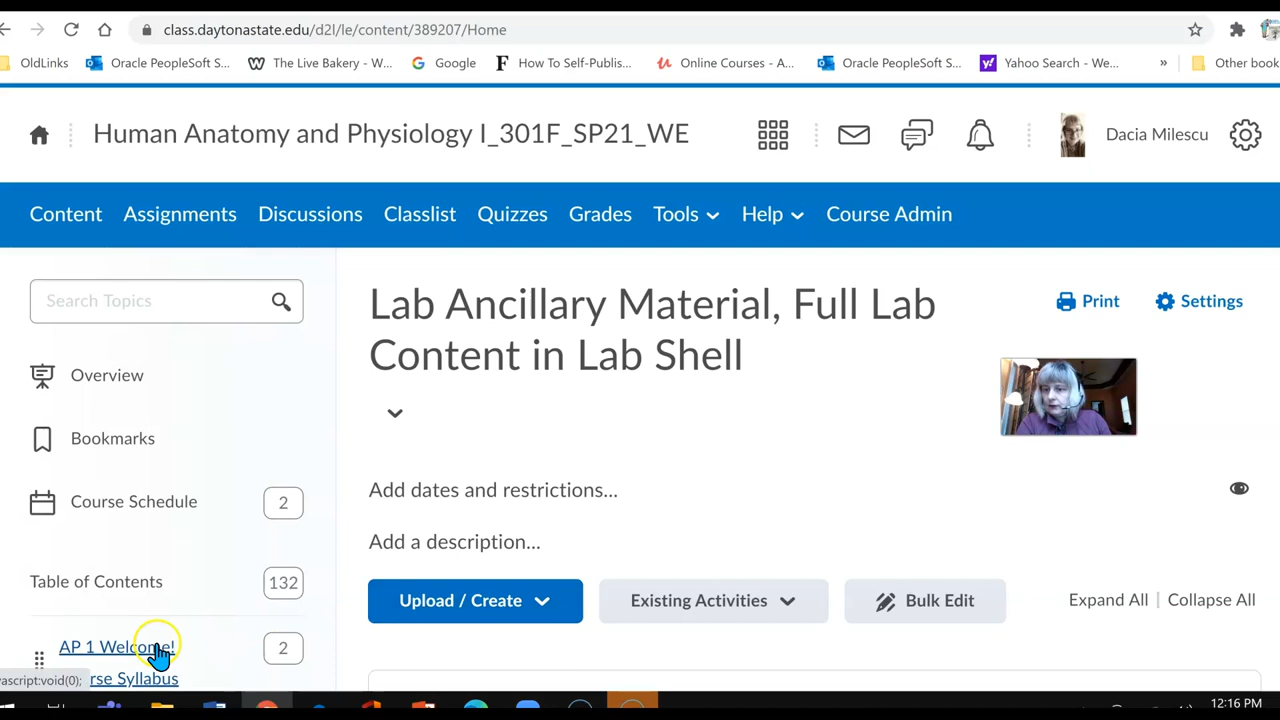 class.daytonastate.edu/d2l/le/content/389207/Home
OldLinks Oracle PeopleSoft S... The Live Bakery - W... Google How To Self-Publis... Online Courses - A... Oracle PeopleSoft S... Yahoo Search - We... » Other book
Human Anatomy and Physiology I_301F_SP21_WE Dacia Milescu
Content Assignments Discussions Classlist Quizzes Grades Tools Help Course Admin
Search Topics
Lab Ancillary Material, Full Lab
Content in Lab Shell
Print Settings
Overview
Bookmarks
Course Schedule 2
Table of Contents 132
AP 1 Welcome! 2
rse Syllabus
Add dates and restrictions...
Add a description...
Upload / Create Existing Activities Bulk Edit Expand All | Collapse All
vascript:void(0);
12:16 PM